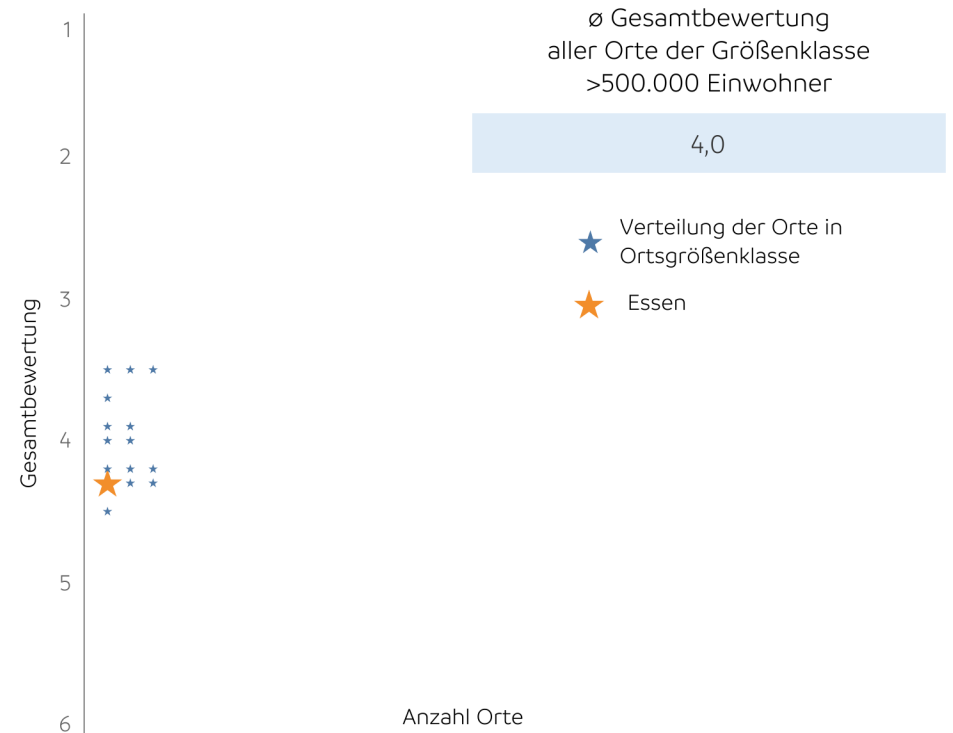 ø Gesamtbewertung
aller Orte der Größenklasse
>500.000 Einwohner
4,0
Verteilung der Orte in
Ortsgrößenklasse
Essen
Gesamtbewertung
1
2
3
4
5
6
Anzahl Orte